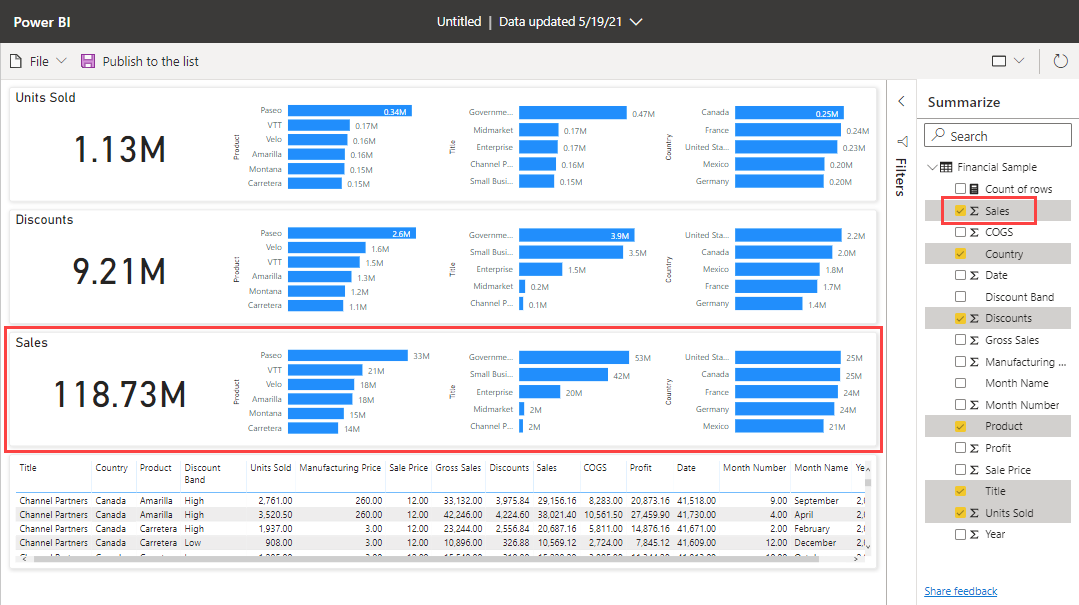 Power BI
Untitled | Data updated 5/19/21
File
Publish to the list
Units Sold
1.13M
Product
Paseo 0.34M
VTT 0.17M
Velo 0.16M
Amarilla 0.16M
Montana 0.15M
Carretera 0.15M
Title
Governme... 0.47M
Midmarket 0.17M
Enterprise 0.17M
Channel P... 0.16M
Small Busi... 0.15M
Country
Canada 0.25M
France 0.24M
United Sta... 0.23M
Mexico 0.20M
Germany 0.20M
Discounts
9.21M
Product
Paseo 2.6M
Velo 1.6M
VTT 1.5M
Amarilla 1.3M
Montana 1.2M
Carretera 1.1M
Title
Governme... 3.9M
Small Busi... 3.5M
Enterprise 1.5M
Midmarket 0.2M
Channel P... 0.1M
Country
United Sta... 2.2M
Canada 2.0M
Mexico 1.8M
France 1.7M
Germany 1.4M
Sales
118.73M
Product
Paseo 33M
VTT 21M
Velo 18M
Amarilla 18M
Montana 15M
Carretera 14M
Title
Governme... 53M
Small Busi... 42M
Enterprise 20M
Midmarket 2M
Channel P... 2M
Country
United Sta... 25M
Canada 25M
France 24M
Germany 24M
Mexico 21M
Title Country Product Discount Band Units Sold Manufacturing Price Sale Price Gross Sales Discounts Sales COGS Profit Date Month Number Month Name Ye
Channel Partners Canada Amarilla High 2,761.00 260.00 12.00 33,132.00 3,975.84 29,156.16 8,283.00 20,873.16 41,518.00 9.00 September 2,
Channel Partners Canada Amarilla High 3,520.50 260.00 12.00 42,246.00 4,224.60 38,021.40 10,561.50 27,459.90 41,730.00 4.00 April 2,
Channel Partners Canada Carretera High 1,937.00 3.00 12.00 23,244.00 2,556.84 20,687.16 5,811.00 14,876.16 41,671.00 2.00 February 2,
Channel Partners Canada Carretera Low 908.00 3.00 12.00 10,896.00 326.88 10,569.12 2,724.00 7,845.12 41,609.00 12.00 December 2,
Filters
Summarize
Search
Financial Sample
Count of rows
Σ Sales
Σ COGS
Country
Σ Date
Discount Band
Σ Discounts
Σ Gross Sales
Σ Manufacturing ...
Month Name
Σ Month Number
Product
Σ Profit
Σ Sale Price
Title
Σ Units Sold
Σ Year
Share feedback